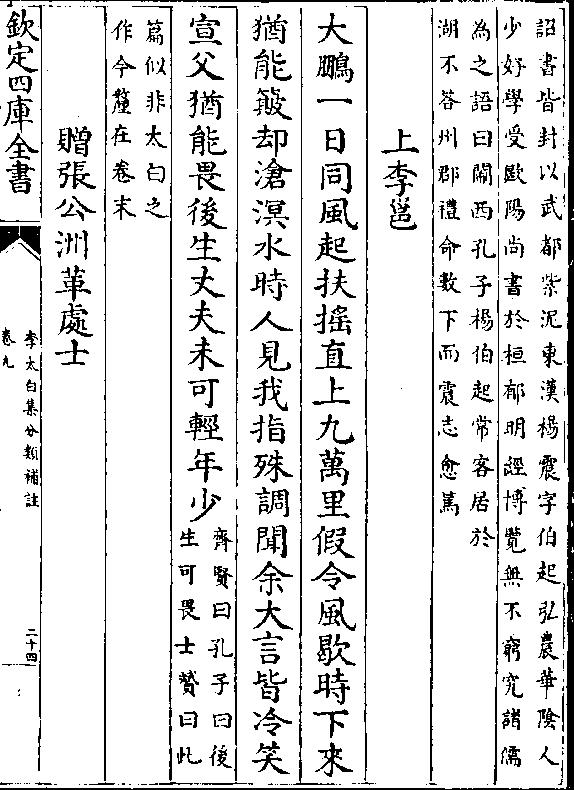 詔書皆封以武都紫泥東漢楊震字伯起弘農華隂人
少好學受歐陽尚書於桓郁明經博覽無不窮究諸儒
為之語曰關西孔子楊伯起常客居於
湖不答州郡禮命數下而震志愈篤
上李邕
大鵬一日同風起扶揺直上九萬里假令風歇時下來
猶能簸却滄溟水時人見我指殊調聞余大言皆冷笑
宣父猶能畏後生丈夫未可輕年少
齊賢曰孔子曰後
生可畏士贇曰此
篇似非太白之
作今釐在卷末
贈張公洲革處士
欽定四庫全書
李太白集分類補註
卷九
二十四